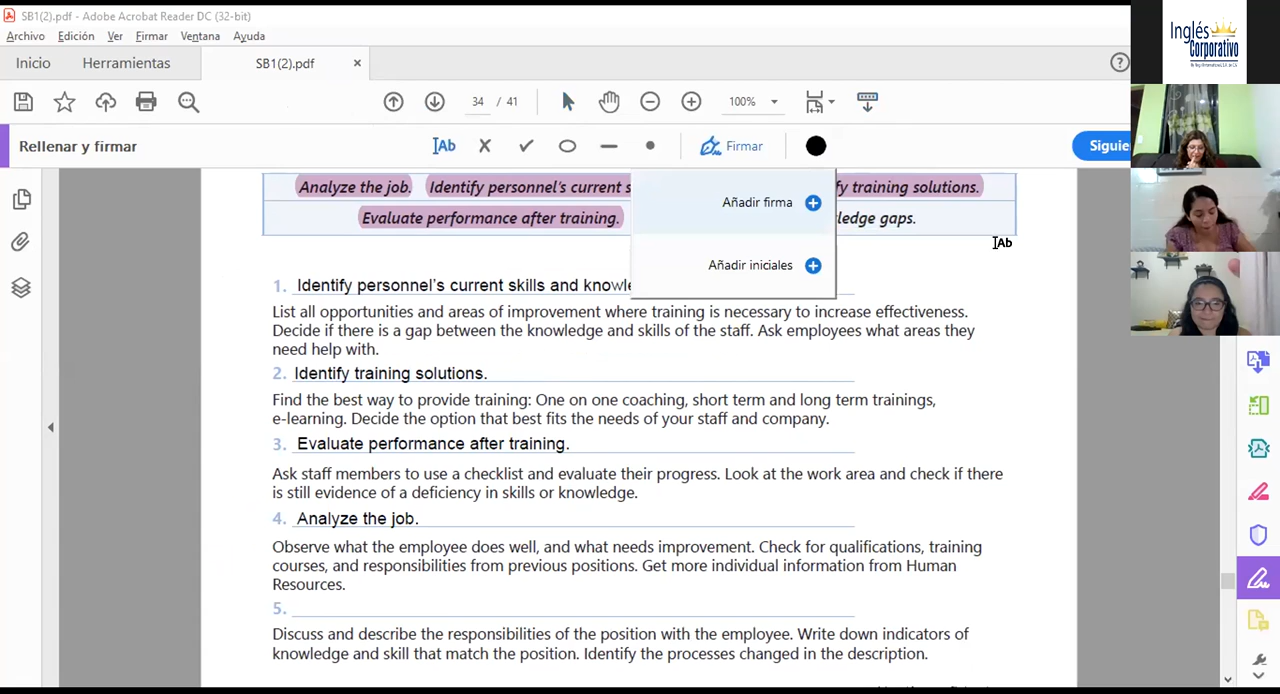 SB1(2).pdf - Adobe Acrobat Reader DC (32-bit)
Archivo Edición Ver Firmar Ventana Ayuda
Inicio Herramientas SB1(2).pdf ×
34 / 41 100%
Rellenar y firmar Ab Firmar Siguie
Analyze the job. Identify personnel's current s fy training solutions.
Evaluate performance after training. ledge gaps.
Añadir firma
Añadir iniciales
Ab
1. Identify personnel's current skills and knowle
List all opportunities and areas of improvement where training is necessary to increase effectiveness.
Decide if there is a gap between the knowledge and skills of the staff. Ask employees what areas they
need help with.
2. Identify training solutions.
Find the best way to provide training: One on one coaching, short term and long term trainings,
e-learning. Decide the option that best fits the needs of your staff and company.
3. Evaluate performance after training.
Ask staff members to use a checklist and evaluate their progress. Look at the work area and check if there
is still evidence of a deficiency in skills or knowledge.
4. Analyze the job.
Observe what the employee does well, and what needs improvement. Check for qualifications, training
courses, and responsibilities from previous positions. Get more individual information from Human
Resources.
5.
Discuss and describe the responsibilities of the position with the employee. Write down indicators of
knowledge and skill that match the position. Identify the processes changed in the description.
Inglés
Corporativo